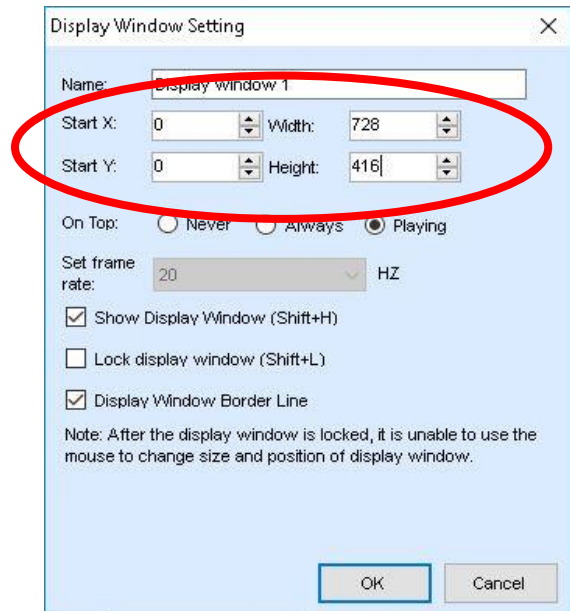 Display Window Setting
Name: Display window 1
Start X: 0 Width: 728
Start Y: 0 Height: 416
On Top: Never Always Playing
Set frame rate: 20 HZ
Show Display Window (Shift+H)
Lock display window (Shift+L)
Display Window Border Line
Note: After the display window is locked, it is unable to use the
mouse to change size and position of display window.
OK Cancel